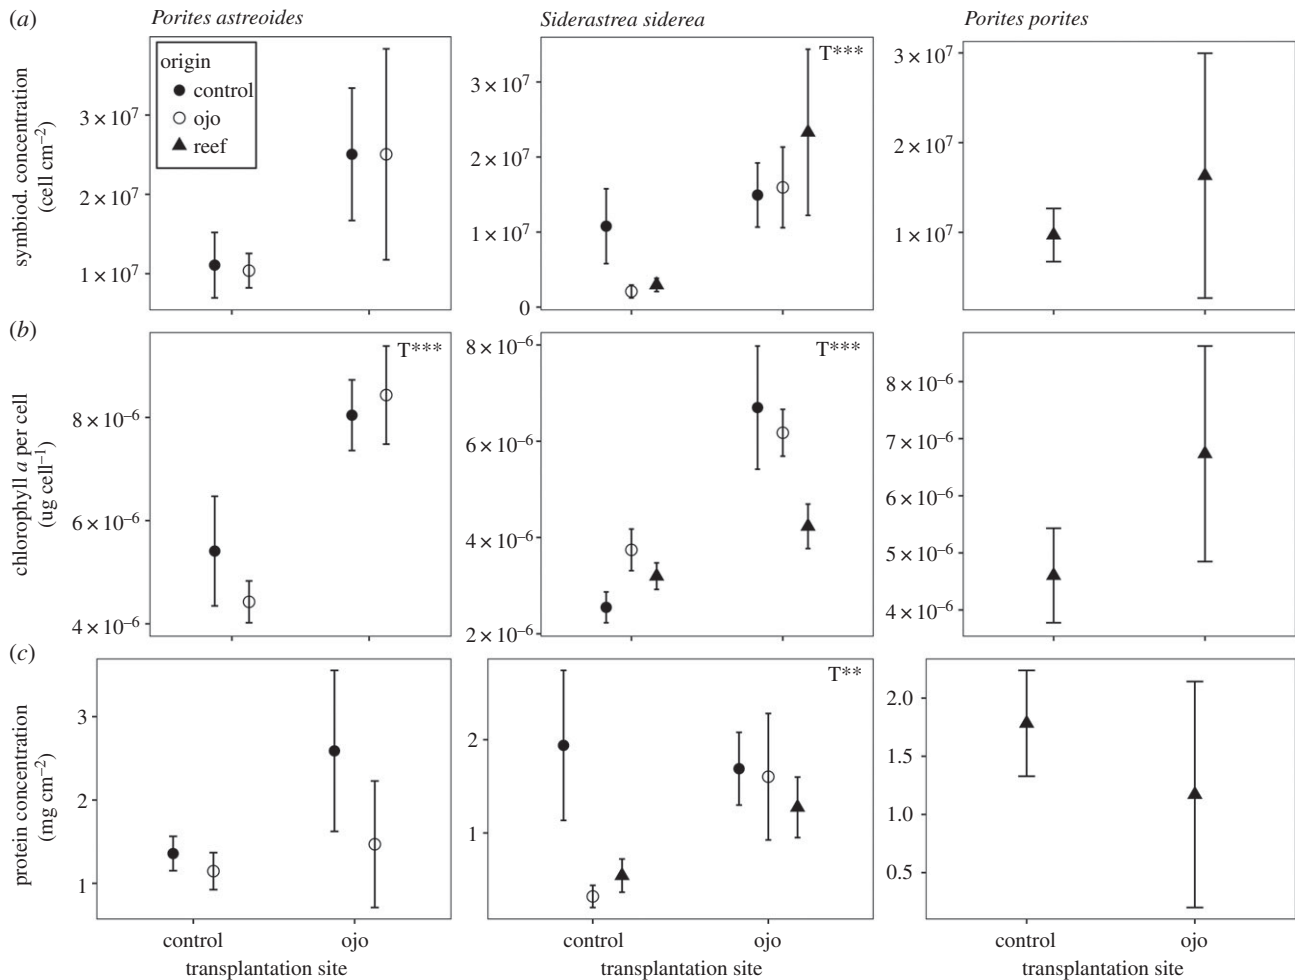 (a)
Porites astreoides
Siderastrea siderea
Porites porites
symbiod. concentration
(cell cm⁻²)
3 × 10⁷
2 × 10⁷
1 × 10⁷
origin
control
ojo
reef
3 × 10⁷
2 × 10⁷
1 × 10⁷
0
T***
3 × 10⁷
2 × 10⁷
1 × 10⁷
(b)
chlorophyll a per cell
(ug cell⁻¹)
8 × 10⁻⁶
6 × 10⁻⁶
4 × 10⁻⁶
T***
8 × 10⁻⁶
6 × 10⁻⁶
4 × 10⁻⁶
2 × 10⁻⁶
T***
8 × 10⁻⁶
7 × 10⁻⁶
6 × 10⁻⁶
5 × 10⁻⁶
4 × 10⁻⁶
(c)
protein concentration
(mg cm⁻²)
3
2
1
2
1
T**
2.0
1.5
1.0
0.5
control
ojo
control
ojo
control
ojo
transplantation site
transplantation site
transplantation site